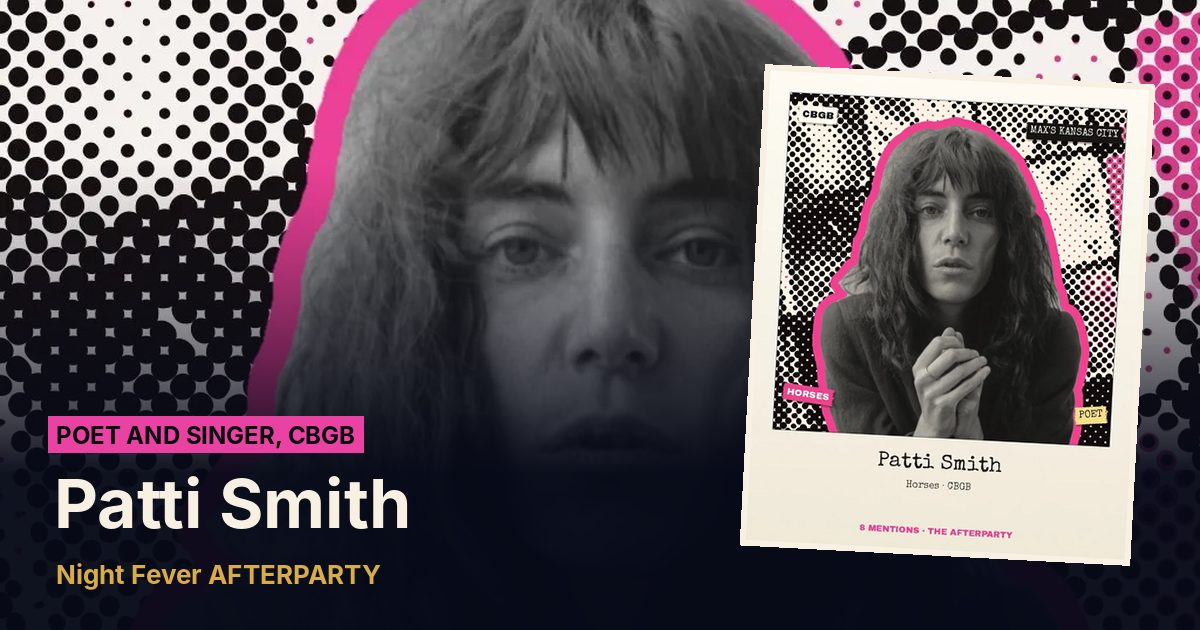 POET AND SINGER, CBGB
Patti Smith
Night Fever AFTERPARTY
CBGB
MAX'S KANSAS CITY
HORSES
POET
Patti Smith
Horses · CBGB
8 MENTIONS · THE AFTERPARTY